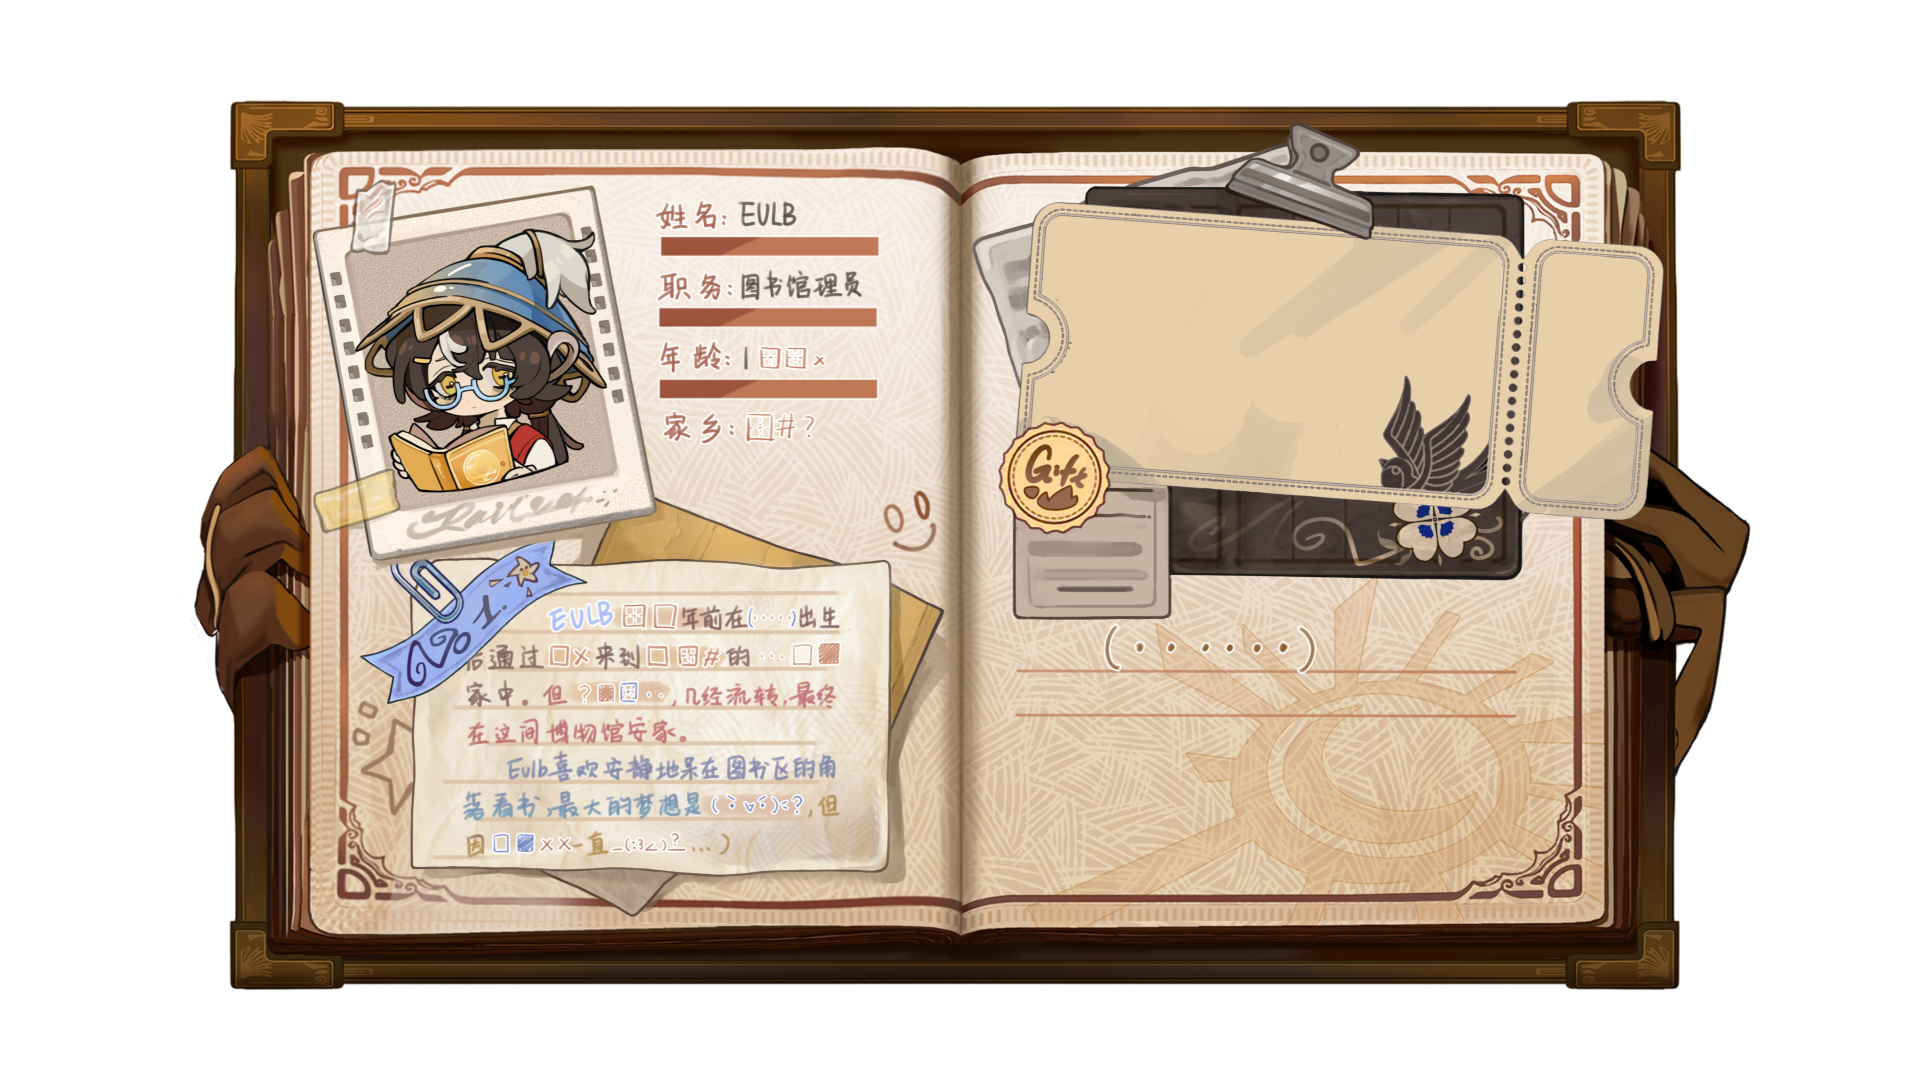 姓名: EULB
职务: 图书馆理员
年龄: 1□□x
家乡: □#?
No 1.
EULB □□年前在(·····)出生
后通过□×来到□□#的···□■
家中。但?■□··,几经流转,最终
在这间博物馆安家。
Eulb喜欢安静地呆在图书区的角
落看书,最大的梦想是(`·v·´)<?,但
因□■××一直_(:3∠)_?...)
Gift
(······)